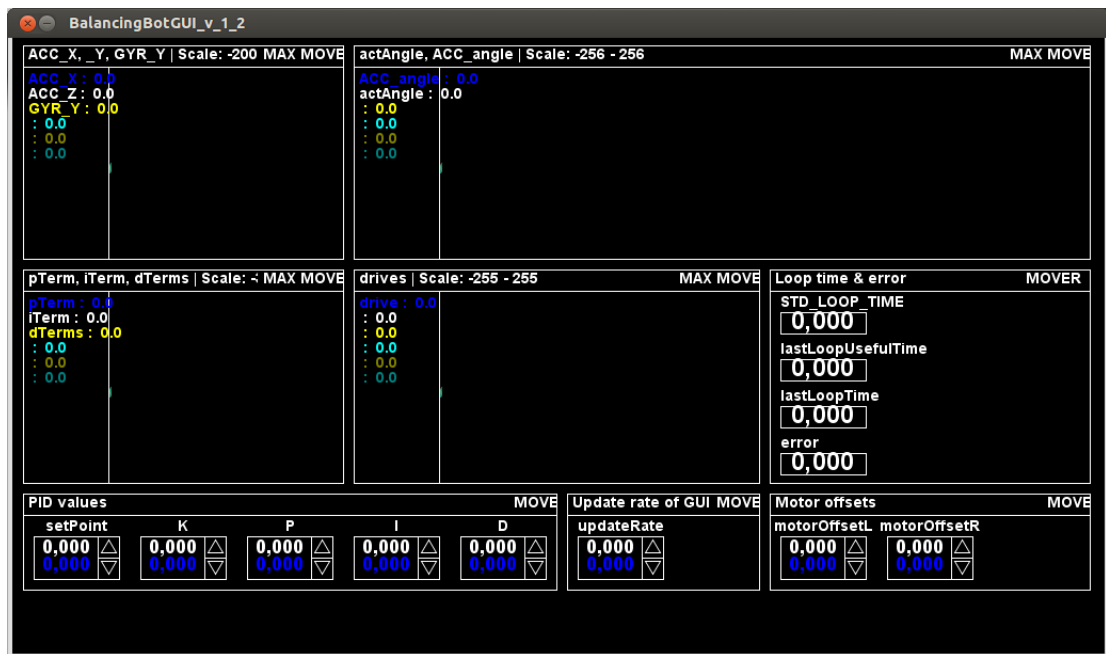 BalancingBotGUI_v_1_2
ACC_X, _Y, GYR_Y | Scale: -200 MAX MOVE
ACC_X : 0.0
ACC_Z : 0.0
GYR_Y : 0.0
: 0.0
: 0.0
: 0.0
actAngle, ACC_angle | Scale: -256 - 256 MAX MOVE
ACC_angle : 0.0
actAngle : 0.0
: 0.0
: 0.0
: 0.0
: 0.0
pTerm, iTerm, dTerms | Scale: - MAX MOVE
pTerm : 0.0
iTerm : 0.0
dTerms : 0.0
: 0.0
: 0.0
: 0.0
drives | Scale: -255 - 255 MAX MOVE
drive : 0.0
: 0.0
: 0.0
: 0.0
: 0.0
: 0.0
Loop time & error MOVER
STD_LOOP_TIME
0,000
lastLoopUsefulTime
0,000
lastLoopTime
0,000
error
0,000
PID values MOVE
setPoint K P I D
0,000 0,000 0,000 0,000 0,000
0,000 0,000 0,000 0,000 0,000
Update rate of GUI MOVE
updateRate
0,000
0,000
Motor offsets MOVE
motorOffsetL motorOffsetR
0,000 0,000
0,000 0,000